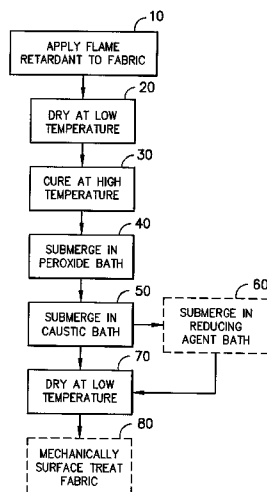 10
APPLY FLAME
RETARDANT TO FABRIC
20
DRY AT LOW
TEMPERATURE
30
CURE AT HIGH
TEMPERATURE
40
SUBMERGE IN
PEROXIDE BATH
50
SUBMERGE IN
CAUSTIC BATH
60
SUBMERGE IN
REDUCING
AGENT BATH
70
DRY AT LOW
TEMPERATURE
80
MECHANICALLY
SURFACE TREAT
FABRIC